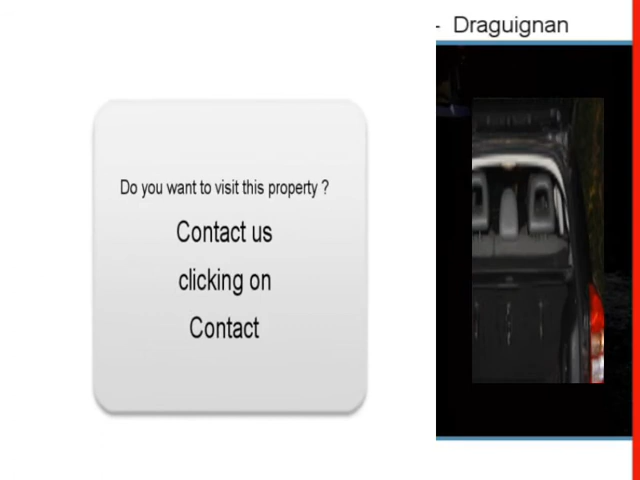 - Draguignan
Do you want to visit this property ?
Contact us
clicking on
Contact